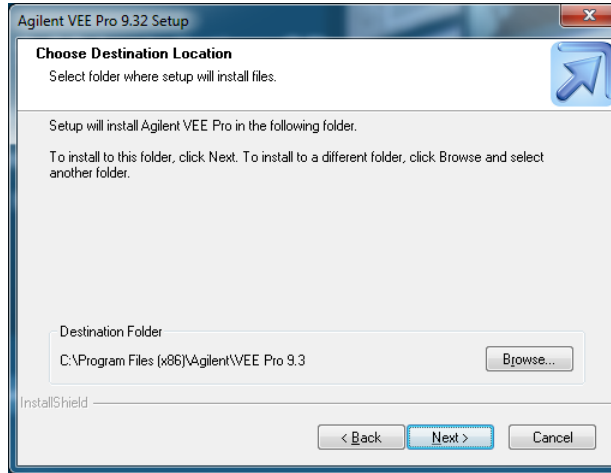 Agilent VEE Pro 9.32 Setup
Choose Destination Location
Select folder where setup will install files.
Setup will install Agilent VEE Pro in the following folder.
To install to this folder, click Next. To install to a different folder, click Browse and select
another folder.
Destination Folder
C:\Program Files (x86)\Agilent\VEE Pro 9.3
Browse...
InstallShield
< Back
Next >
Cancel